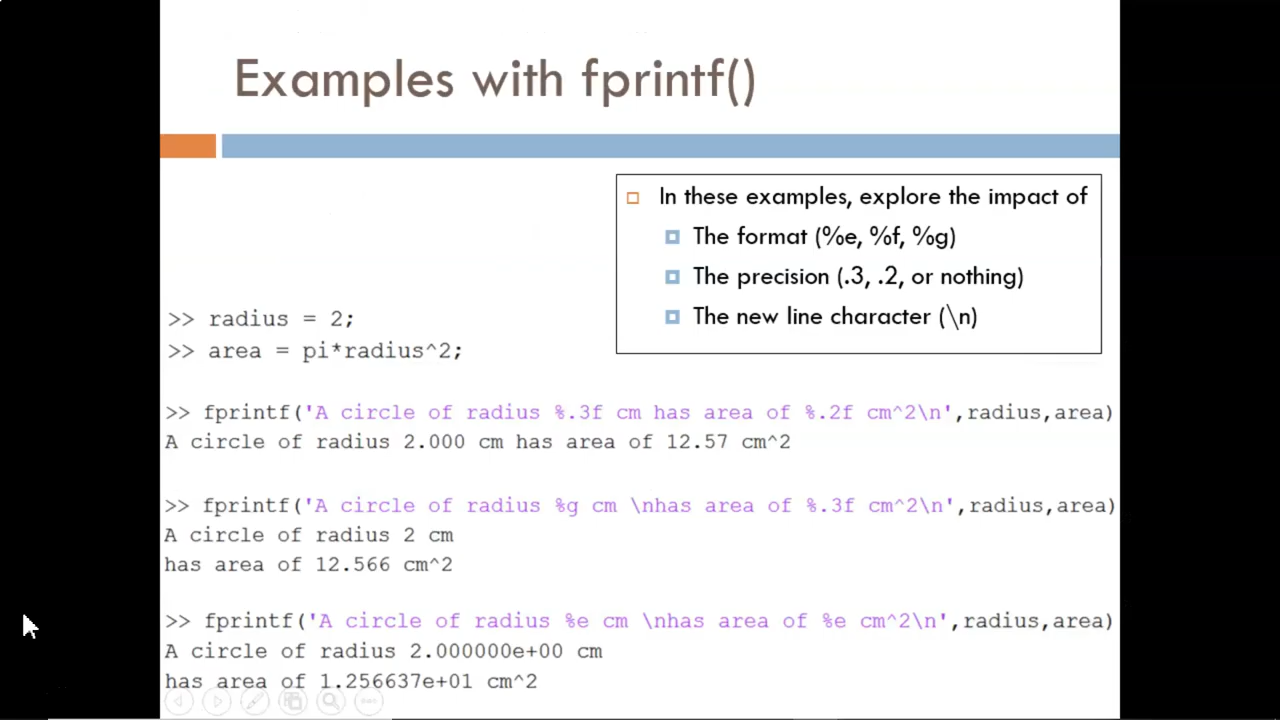 Examples with fprintf()
In these examples, explore the impact of
The format (%e, %f, %g)
The precision (.3, .2, or nothing)
The new line character (\n)
>> radius = 2;
>> area = pi*radius^2;
>> fprintf('A circle of radius %.3f cm has area of %.2f cm^2\n',radius,area)
A circle of radius 2.000 cm has area of 12.57 cm^2
>> fprintf('A circle of radius %g cm \nhas area of %.3f cm^2\n',radius,area)
A circle of radius 2 cm
has area of 12.566 cm^2
>> fprintf('A circle of radius %e cm \nhas area of %e cm^2\n',radius,area)
A circle of radius 2.000000e+00 cm
has area of 1.256637e+01 cm^2